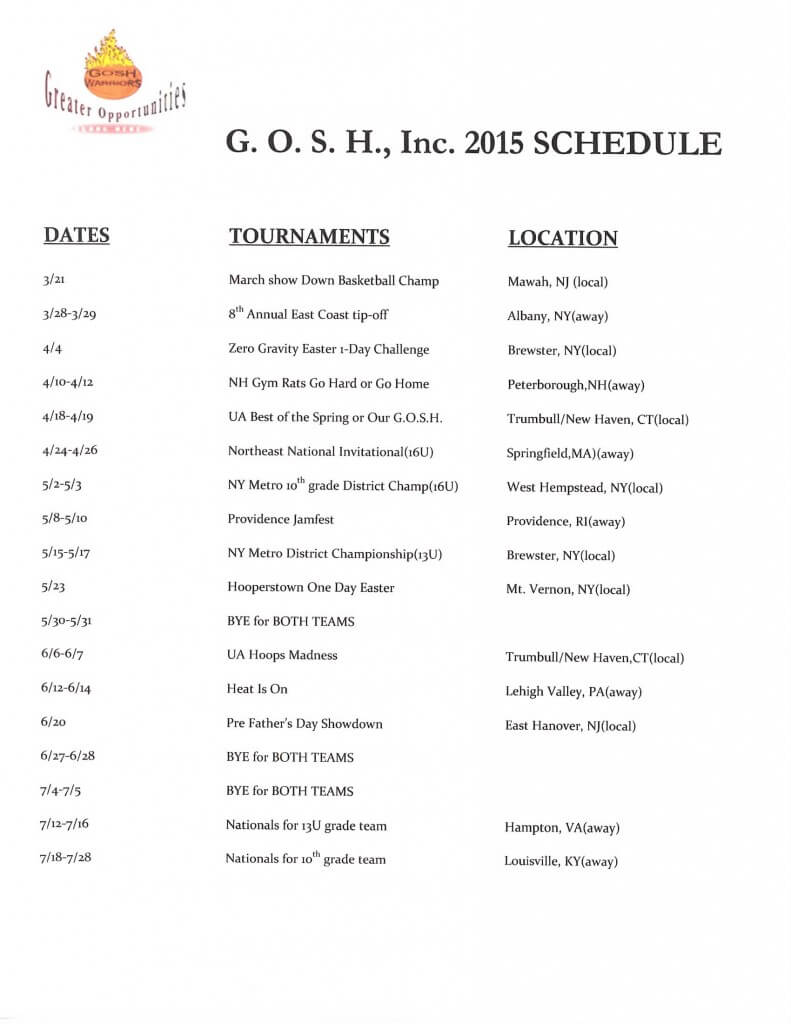 GOSH
WARRIORS
Greater Opportunities
G. O. S. H., Inc. 2015 SCHEDULE
DATES TOURNAMENTS LOCATION
3/21 March show Down Basketball Champ Mawah, NJ (local)
3/28-3/29 8th Annual East Coast tip-off Albany, NY(away)
4/4 Zero Gravity Easter 1-Day Challenge Brewster, NY(local)
4/10-4/12 NH Gym Rats Go Hard or Go Home Peterborough,NH(away)
4/18-4/19 UA Best of the Spring or Our G.O.S.H. Trumbull/New Haven, CT(local)
4/24-4/26 Northeast National Invitational(16U) Springfield,MA)(away)
5/2-5/3 NY Metro 10th grade District Champ(16U) West Hempstead, NY(local)
5/8-5/10 Providence Jamfest Providence, RI(away)
5/15-5/17 NY Metro District Championship(13U) Brewster, NY(local)
5/23 Hooperstown One Day Easter Mt. Vernon, NY(local)
5/30-5/31 BYE for BOTH TEAMS
6/6-6/7 UA Hoops Madness Trumbull/New Haven,CT(local)
6/12-6/14 Heat Is On Lehigh Valley, PA(away)
6/20 Pre Father's Day Showdown East Hanover, NJ(local)
6/27-6/28 BYE for BOTH TEAMS
7/4-7/5 BYE for BOTH TEAMS
7/12-7/16 Nationals for 13U grade team Hampton, VA(away)
7/18-7/28 Nationals for 10th grade team Louisville, KY(away)